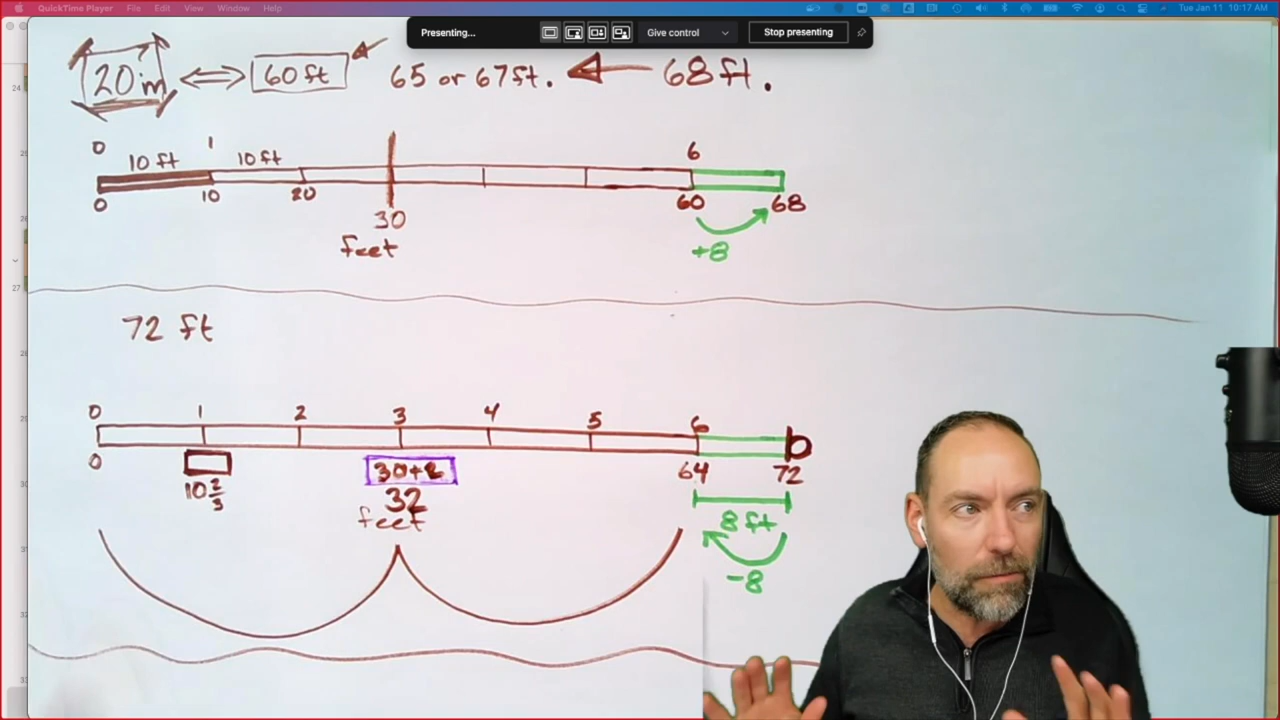 QuickTime Player File Edit View Window Help
Tue Jan 11 10:17 AM
Presenting... Give control Stop presenting
20 in 60 ft 65 or 67 ft. 68 ft.
0 1 6
10 ft 10 ft
0 10 20 60 68
30
feet +8
72 ft
0 1 2 3 4 5 6
0 30+2 64 72
10 2/3 32
feet 8 ft
-8